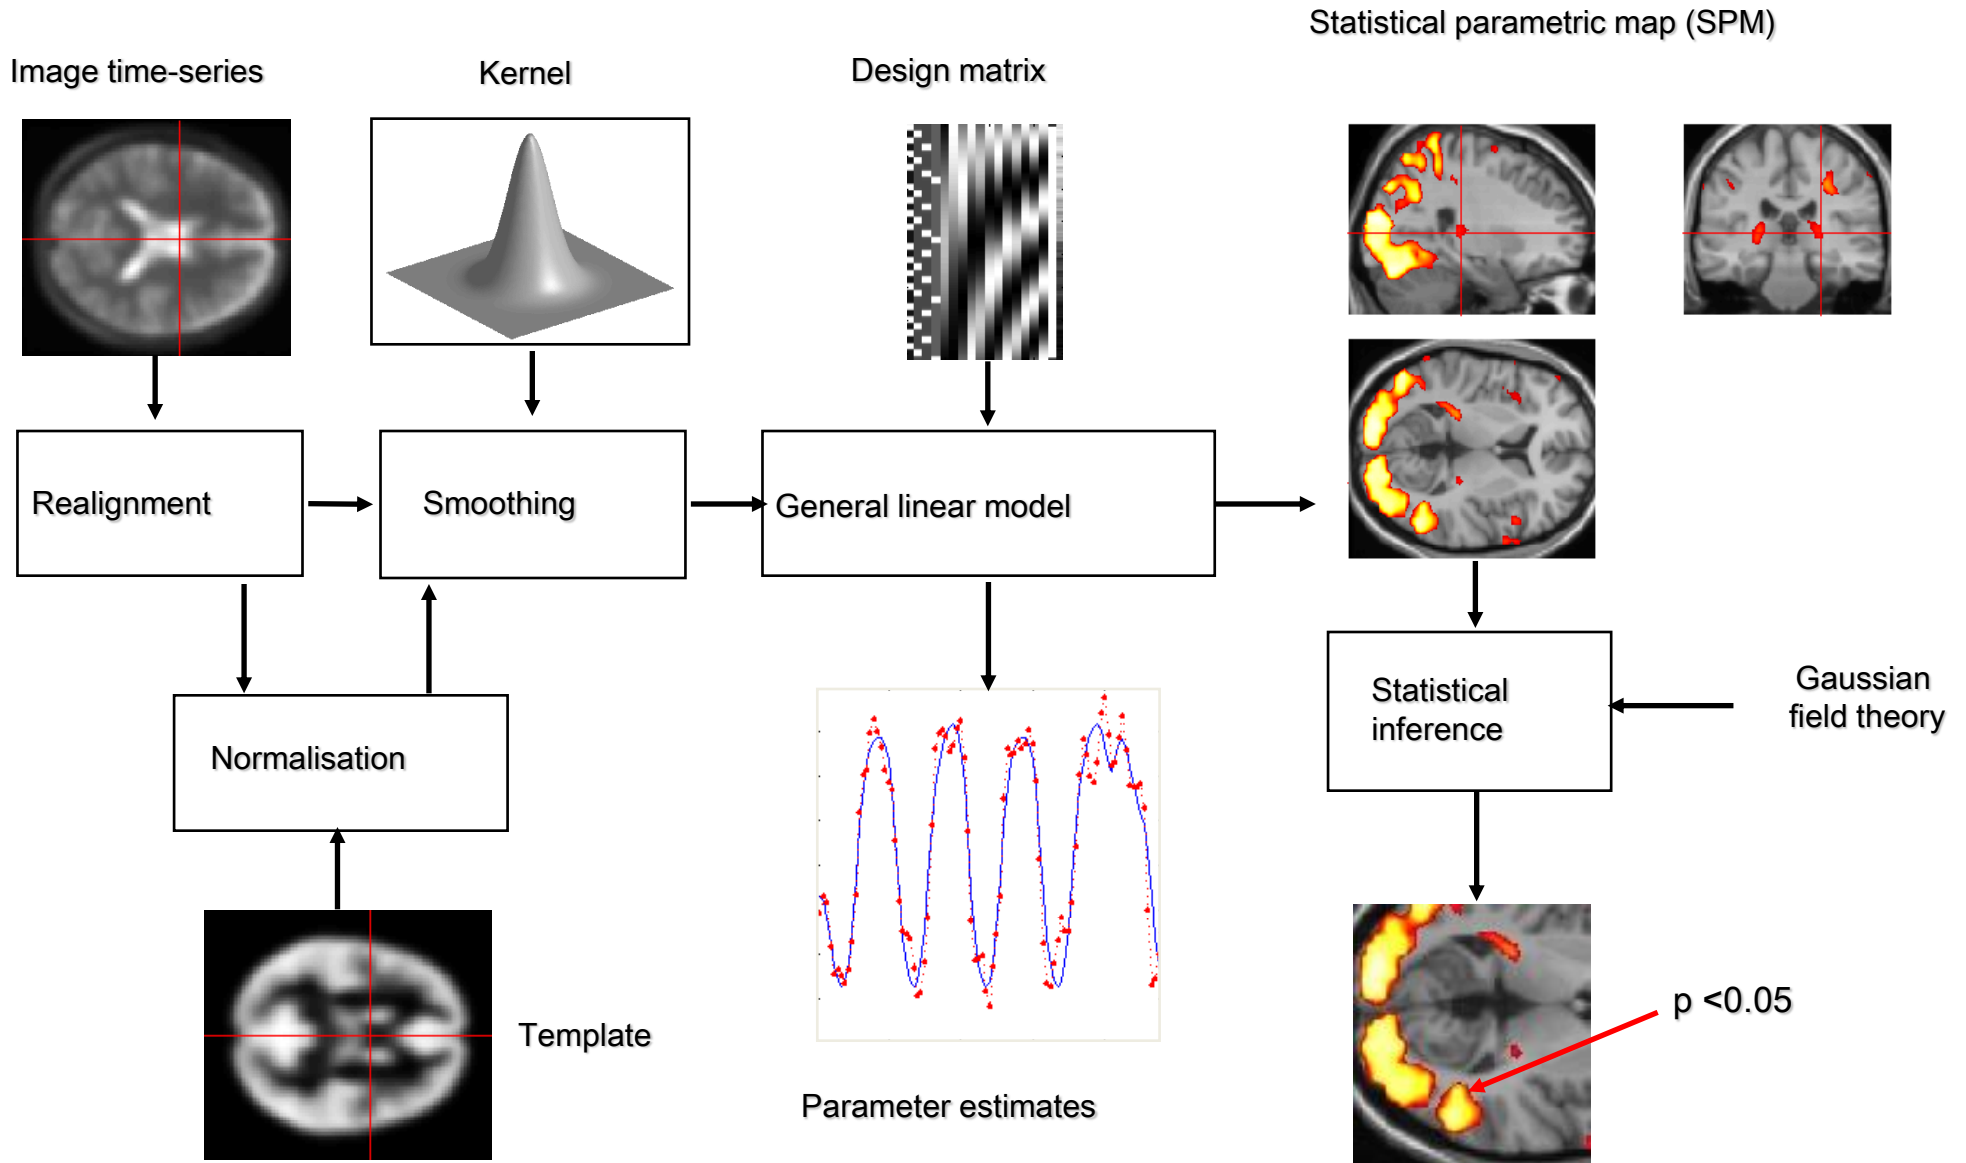 Statistical parametric map (SPM)
Image time-series
Kernel
Design matrix
Realignment
Smoothing
General linear model
Statistical
inference
Gaussian
field theory
Normalisation
Template
p <0.05
Parameter estimates